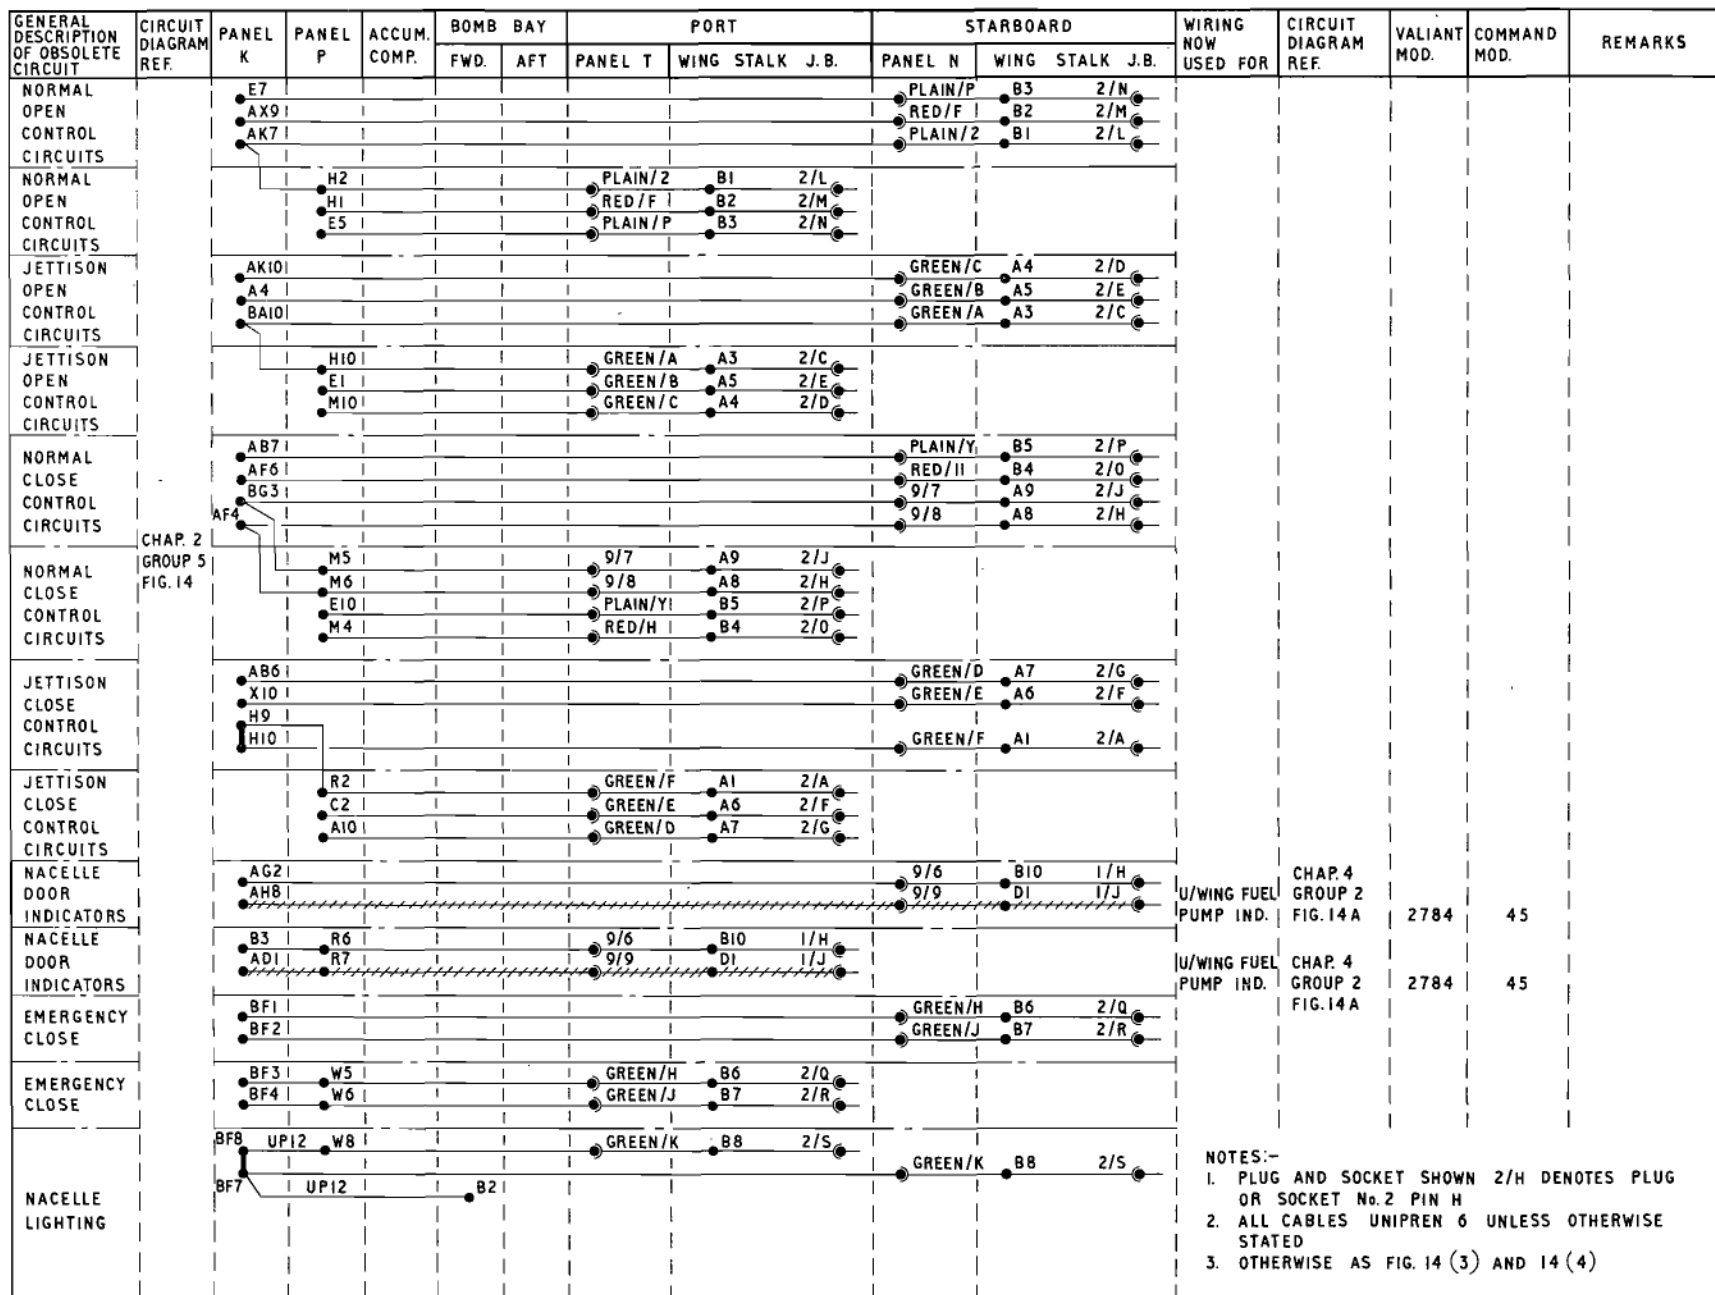 GENERAL DESCRIPTION OF OBSOLETE CIRCUIT
CIRCUIT DIAGRAM REF.
PANEL K
PANEL P
ACCUM. COMP.
BOMB BAY
FWD.
AFT
PORT
PANEL T
WING STALK J.B.
STARBOARD
PANEL N
WING STALK J.B.
WIRING NOW USED FOR
CIRCUIT DIAGRAM REF.
VALIANT MOD.
COMMAND MOD.
REMARKS
CHAP. 2
GROUP 5
FIG. 14
NORMAL OPEN CONTROL CIRCUITS
E7 PLAIN/P B3 2/N
AX9 RED/F B2 2/M
AK7 PLAIN/2 B1 2/L
NORMAL OPEN CONTROL CIRCUITS
H2 PLAIN/2 B1 2/L
H1 RED/F B2 2/M
E5 PLAIN/P B3 2/N
JETTISON OPEN CONTROL CIRCUITS
AK10 GREEN/C A4 2/D
A4 GREEN/B A5 2/E
BA10 GREEN/A A3 2/C
JETTISON OPEN CONTROL CIRCUITS
H10 GREEN/A A3 2/C
E1 GREEN/B A5 2/E
M10 GREEN/C A4 2/D
NORMAL CLOSE CONTROL CIRCUITS
AB7 PLAIN/Y B5 2/P
AF6 RED/11 B4 2/O
BG3 9/7 A9 2/J
AF4 9/8 A8 2/H
NORMAL CLOSE CONTROL CIRCUITS
M5 9/7 A9 2/J
M6 9/8 A8 2/H
E10 PLAIN/Y B5 2/P
M4 RED/H B4 2/O
JETTISON CLOSE CONTROL CIRCUITS
AB6 GREEN/D A7 2/G
X10 GREEN/E A6 2/F
H9
H10 GREEN/F A1 2/A
JETTISON CLOSE CONTROL CIRCUITS
R2 GREEN/F A1 2/A
C2 GREEN/E A6 2/F
A10 GREEN/D A7 2/G
NACELLE DOOR INDICATORS
AG2 9/6 B10 1/H
AH8 9/9 D1 1/J
U/WING FUEL PUMP IND.
CHAP. 4 GROUP 2 FIG. 14A
2784 45
NACELLE DOOR INDICATORS
B3 R6 9/6 B10 1/H
AD1 R7 9/9 D1 1/J
U/WING FUEL PUMP IND.
CHAP. 4 GROUP 2 FIG. 14A
2784 45
EMERGENCY CLOSE
BF1 GREEN/H B6 2/Q
BF2 GREEN/J B7 2/R
EMERGENCY CLOSE
BF3 W5 GREEN/H B6 2/Q
BF4 W6 GREEN/J B7 2/R
NACELLE LIGHTING
BF8 UP12 W8 GREEN/K B8 2/S
GREEN/K B8 2/S
BF7 UP12 B2
NOTES:-
1. PLUG AND SOCKET SHOWN 2/H DENOTES PLUG
OR SOCKET No. 2 PIN H
2. ALL CABLES UNIPREN 6 UNLESS OTHERWISE
STATED
3. OTHERWISE AS FIG. 14 (3) AND 14 (4)